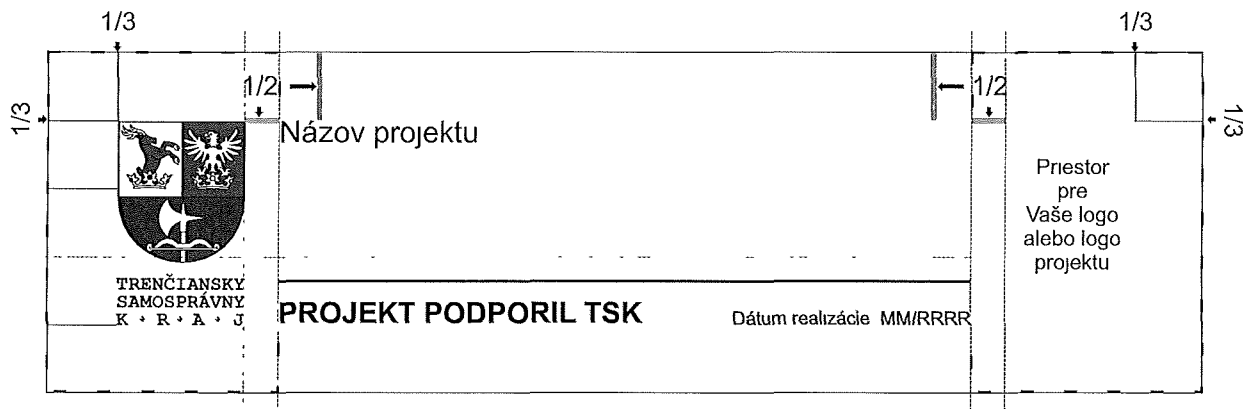 1/3
1/3
1/2
1/2
1/3
1/3
Názov projektu
Priestor
pre
Vaše logo
alebo logo
projektu
TRENČIANSKY
SAMOSPRÁVNY
K • R • A • J
PROJEKT PODPORIL TSK
Dátum realizácie MM/RRRR